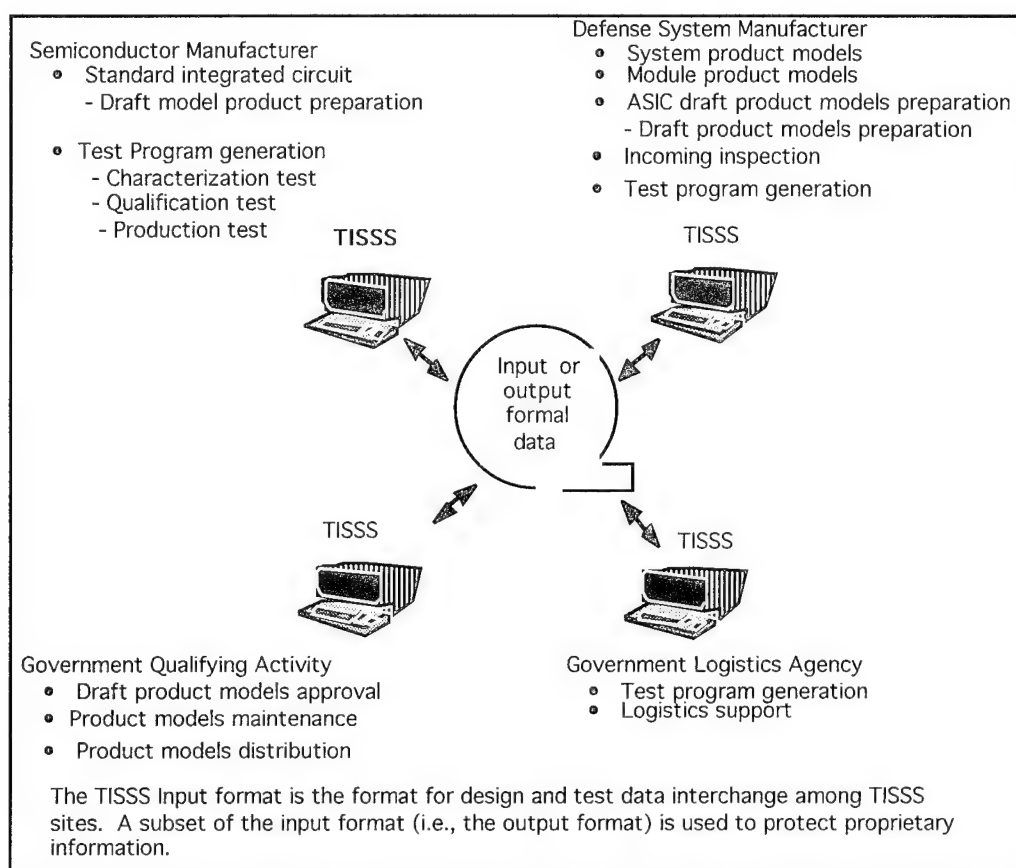 Semiconductor Manufacturer
• Standard integrated circuit
- Draft model product preparation
• Test Program generation
- Characterization test
- Qualification test
- Production test
TISSS
Defense System Manufacturer
• System product models
• Module product models
• ASIC draft product models preparation
- Draft product models preparation
• Incoming inspection
• Test program generation
TISSS
Input or
output
formal
data
TISSS
Government Qualifying Activity
• Draft product models approval
• Product models maintenance
• Product models distribution
TISSS
Government Logistics Agency
• Test program generation
• Logistics support
The TISSS Input format is the format for design and test data interchange among TISSS
sites. A subset of the input format (i.e., the output format) is used to protect proprietary
information.